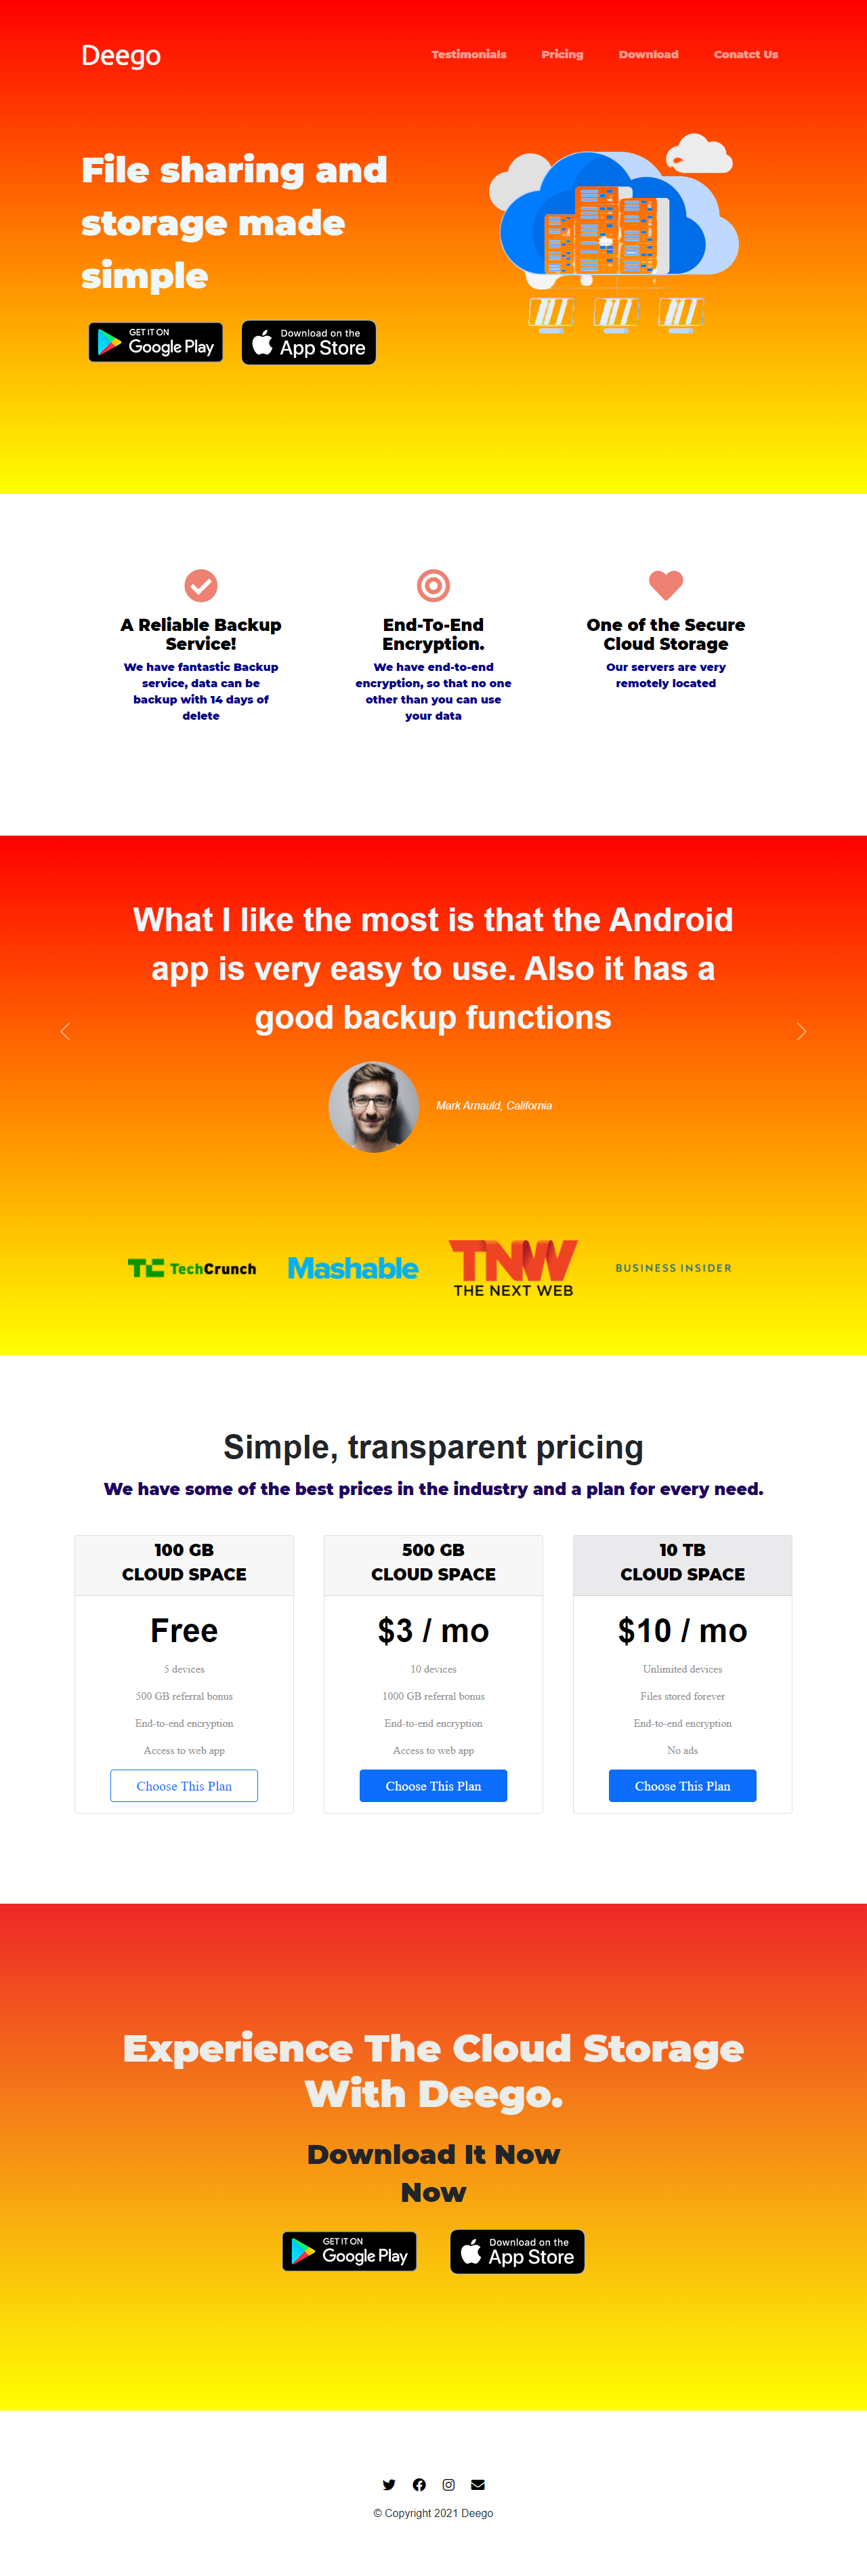 Deego
Testimonials
Pricing
Download
Conatct Us
File sharing and
storage made
simple
GET IT ON
Google Play
Download on the
App Store
A Reliable Backup
Service!
We have fantastic Backup
service, data can be
backup with 14 days of
delete
End-To-End
Encryption.
We have end-to-end
encryption, so that no one
other than you can use
your data
One of the Secure
Cloud Storage
Our servers are very
remotely located
What I like the most is that the Android
app is very easy to use. Also it has a
good backup functions
Mark Arnauld, California
TC TechCrunch
Mashable
TNW
THE NEXT WEB
BUSINESS INSIDER
Simple, transparent pricing
We have some of the best prices in the industry and a plan for every need.
100 GB
CLOUD SPACE
Free
5 devices
500 GB referral bonus
End-to-end encryption
Access to web app
Choose This Plan
500 GB
CLOUD SPACE
$3 / mo
10 devices
1000 GB referral bonus
End-to-end encryption
Access to web app
Choose This Plan
10 TB
CLOUD SPACE
$10 / mo
Unlimited devices
Files stored forever
End-to-end encryption
No ads
Choose This Plan
Experience The Cloud Storage
With Deego.
Download It Now
Now
GET IT ON
Google Play
Download on the
App Store
© Copyright 2021 Deego